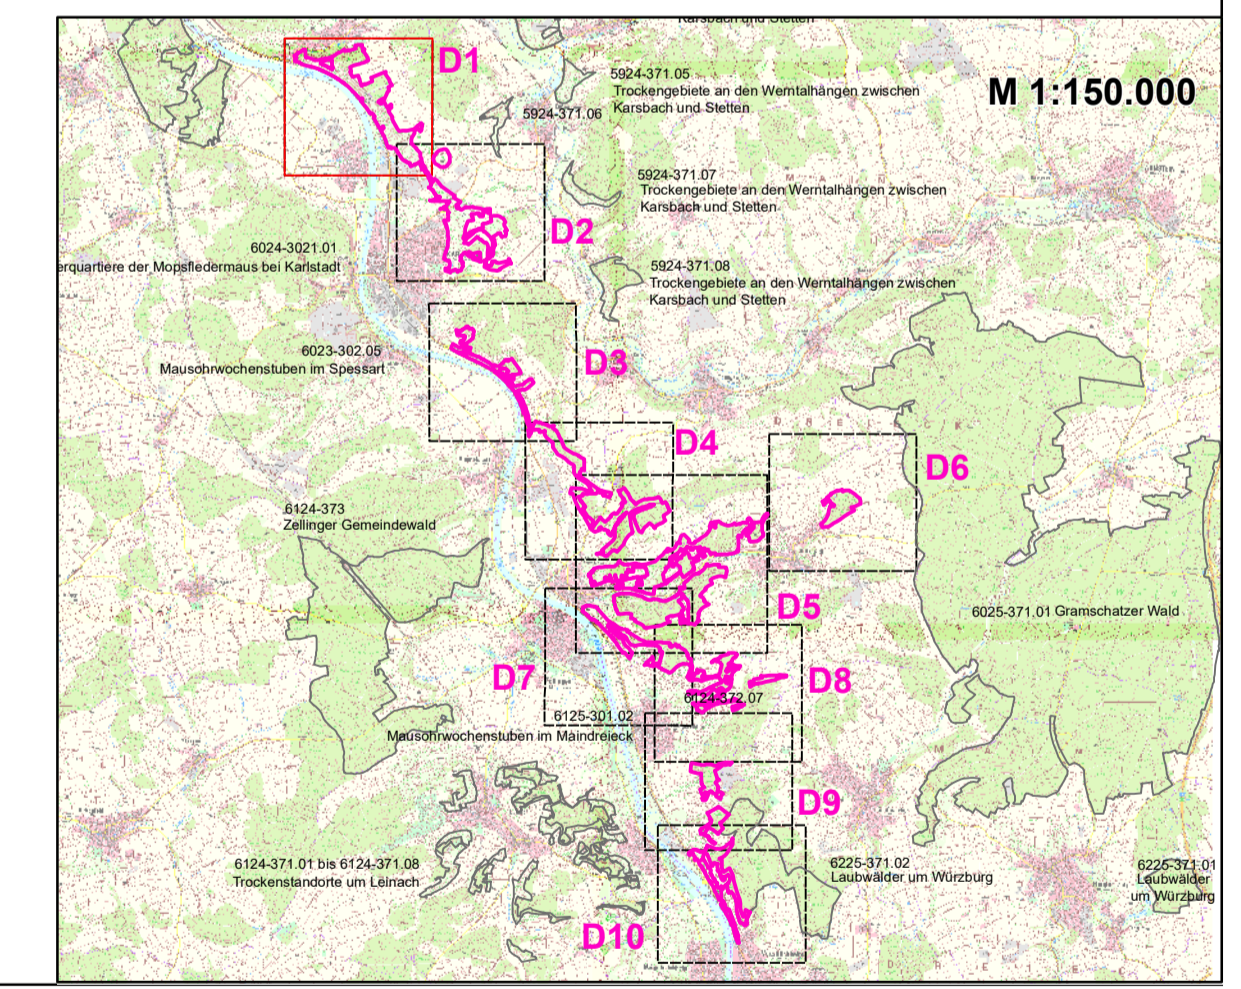 Karsbach und Stetten
D1
5924-371.05
Trockengebiete an den Werntalhängen zwischen
Karsbach und Stetten
M 1:150.000
5924-371.06
5924-371.07
Trockengebiete an den Werntalhängen zwischen
Karsbach und Stetten
D2
6024-3021.01
erquartiere der Mopsfledermaus bei Karlstadt
5924-371.08
Trockengebiete an den Werntalhängen zwischen
Karsbach und Stetten
6023-302.05
Mausohrwochenstuben im Spessart
D3
D4
D6
6124-373
Zellinger Gemeindewald
D5
6025-371.01 Gramschatzer Wald
D7
D8
6124-372.07
6125-301.02
Mausohrwochenstuben im Maindreieck
D9
6124-371.01 bis 6124-371.08
Trockenstandorte um Leinach
6225-371.02
Laubwälder um Würzburg
6225-371.01
Laubwälder
um Würzburg
D10